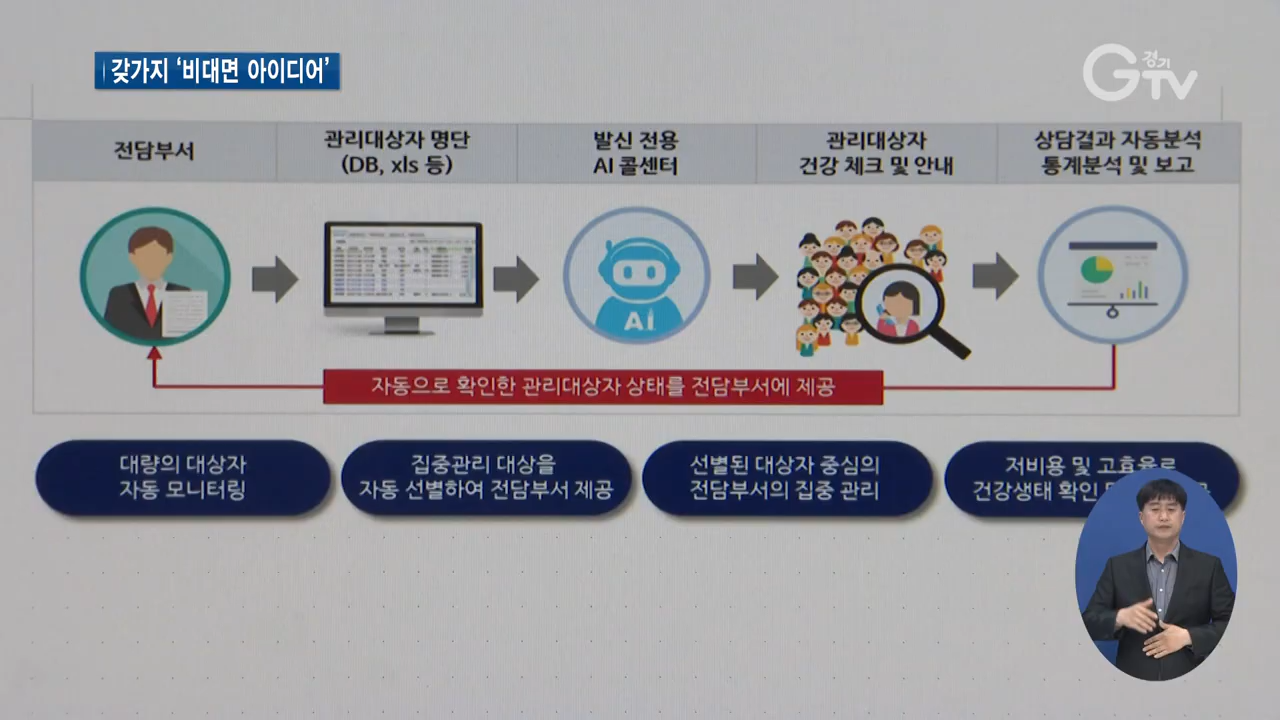 갖가지 '비대면 아이디어'
G경기TV
전담부서
관리대상자 명단
(DB, xls 등)
발신 전용
AI 콜센터
관리대상자
건강 체크 및 안내
상담결과 자동분석
통계분석 및 보고
AI
자동으로 확인한 관리대상자 상태를 전담부서에 제공
대량의 대상자
자동 모니터링
집중관리 대상을
자동 선별하여 전담부서 제공
선별된 대상자 중심의
전담부서의 집중 관리
저비용 및 고효율로
건강생태 확인